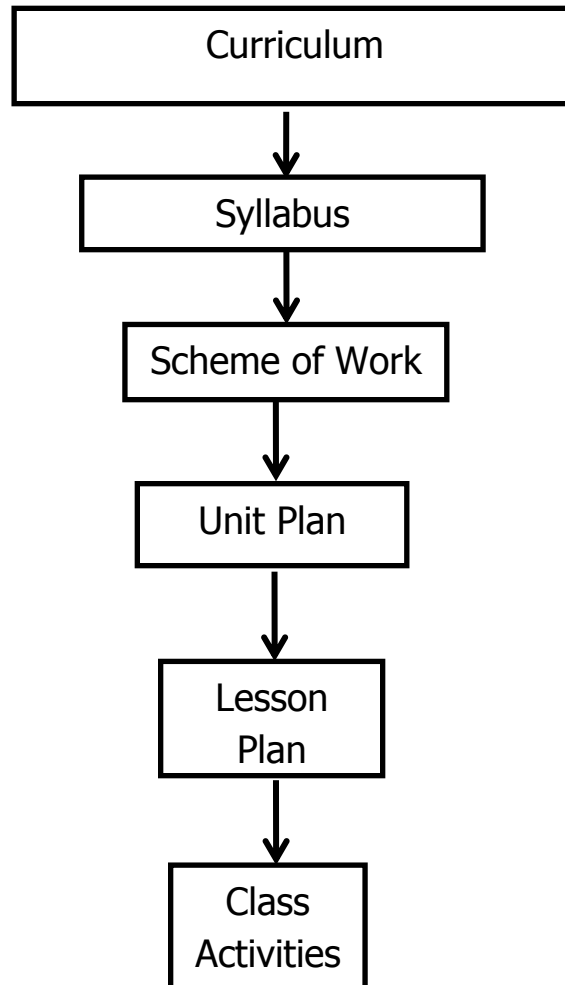 Curriculum
Syllabus
Scheme of Work
Unit Plan
Lesson
Plan
Class
Activities